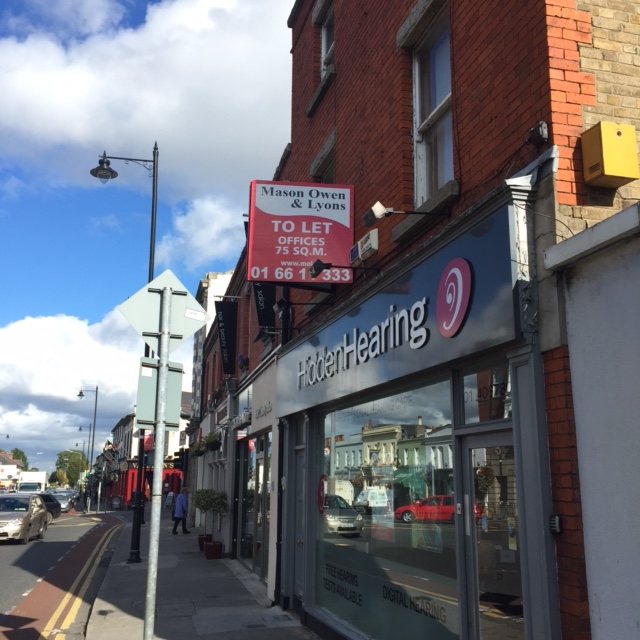 Mason Owen
& Lyons
TO LET
OFFICES
75 SQ.M.
01 66 1 333
HiddenHearing
FREE HEARING
TESTS AVAILABLE
DIGITAL HEARING